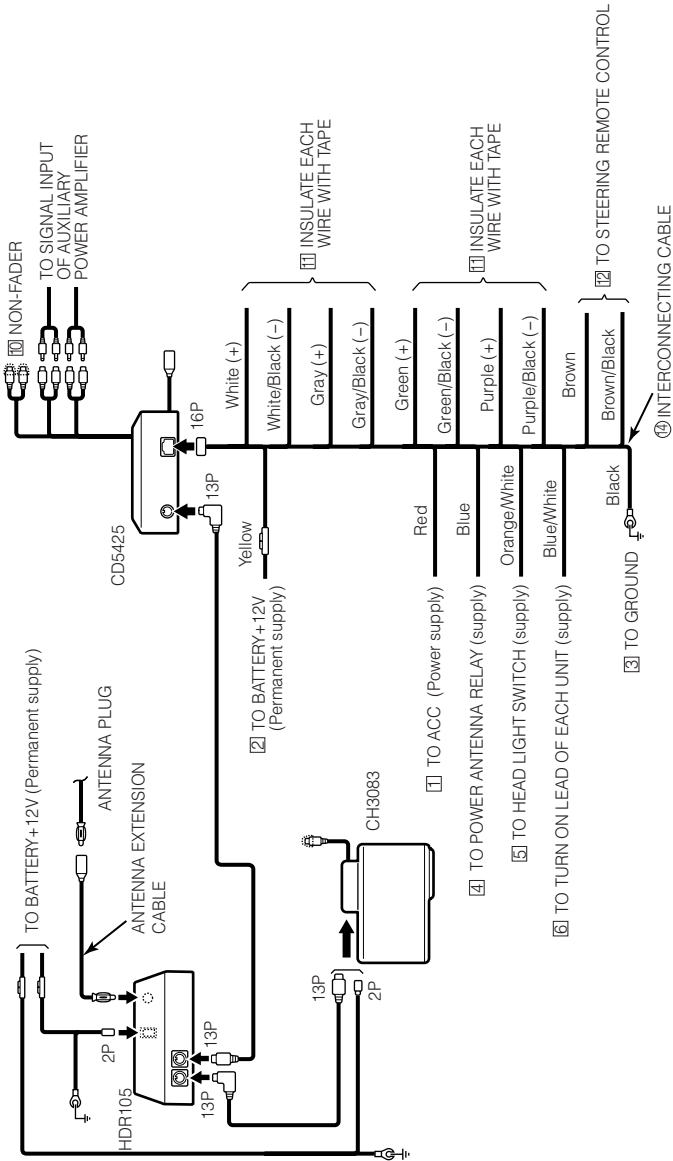 10 NON-FADER
TO SIGNAL INPUT
OF AUXILIARY
POWER AMPLIFIER
TO BATTERY+12V (Permanent supply)
ANTENNA PLUG
ANTENNA EXTENSION
CABLE
CD5425
16P
13P
HDR105
2P
13P
13P
White (+)
White/Black (−)
Gray (+)
Gray/Black (−)
11 INSULATE EACH
WIRE WITH TAPE
Yellow
2 TO BATTERY+12V
(Permanent supply)
Green (+)
Green/Black (−)
Purple (+)
Purple/Black (−)
11 INSULATE EACH
WIRE WITH TAPE
Brown
Brown/Black
12 TO STEERING REMOTE CONTROL
Red
1 TO ACC (Power supply)
Blue
4 TO POWER ANTENNA RELAY (supply)
Orange/White
5 TO HEAD LIGHT SWITCH (supply)
Blue/White
6 TO TURN ON LEAD OF EACH UNIT (supply)
Black
3 TO GROUND
⑭ INTERCONNECTING CABLE
CH3083
13P
2P